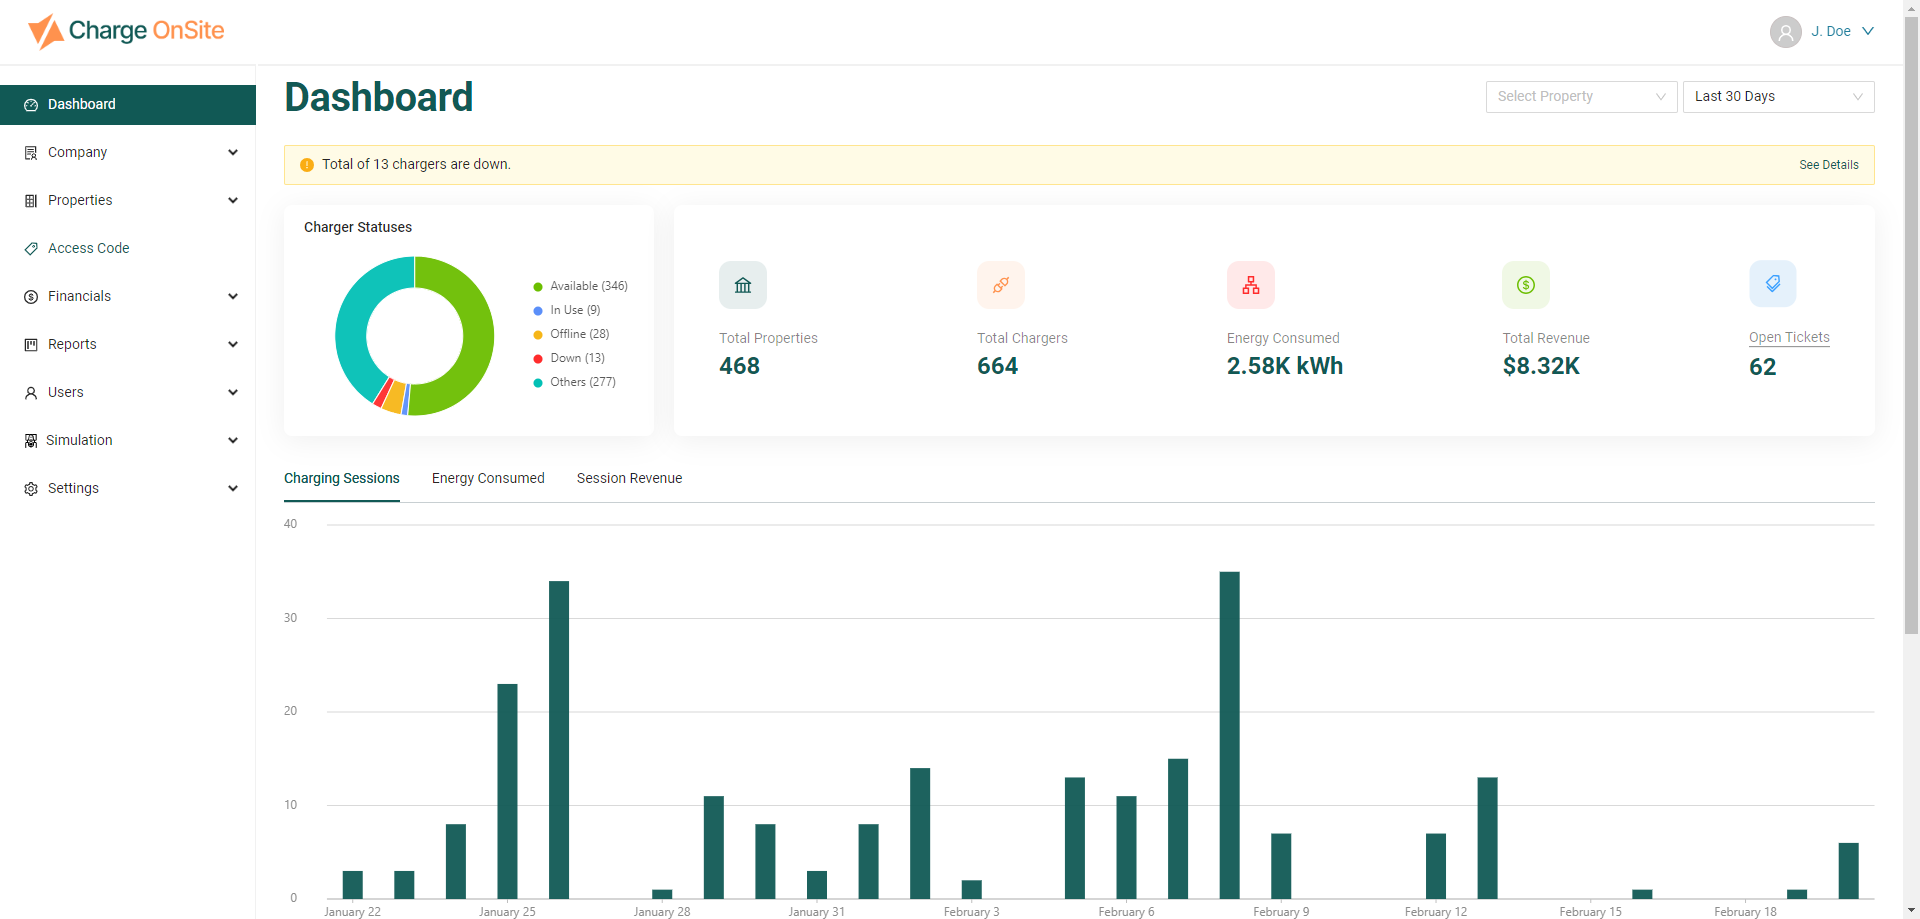 Charge OnSite
J. Doe
Dashboard
Company
Properties
Access Code
Financials
Reports
Users
Simulation
Settings
Dashboard
Select Property
Last 30 Days
Total of 13 chargers are down.
See Details
Charger Statuses
Available (346)
In Use (9)
Offline (28)
Down (13)
Others (277)
Total Properties
468
Total Chargers
664
Energy Consumed
2.58K kWh
Total Revenue
$8.32K
Open Tickets
62
Charging Sessions
Energy Consumed
Session Revenue
40
30
20
10
0
January 22
January 25
January 28
January 31
February 3
February 6
February 9
February 12
February 15
February 18